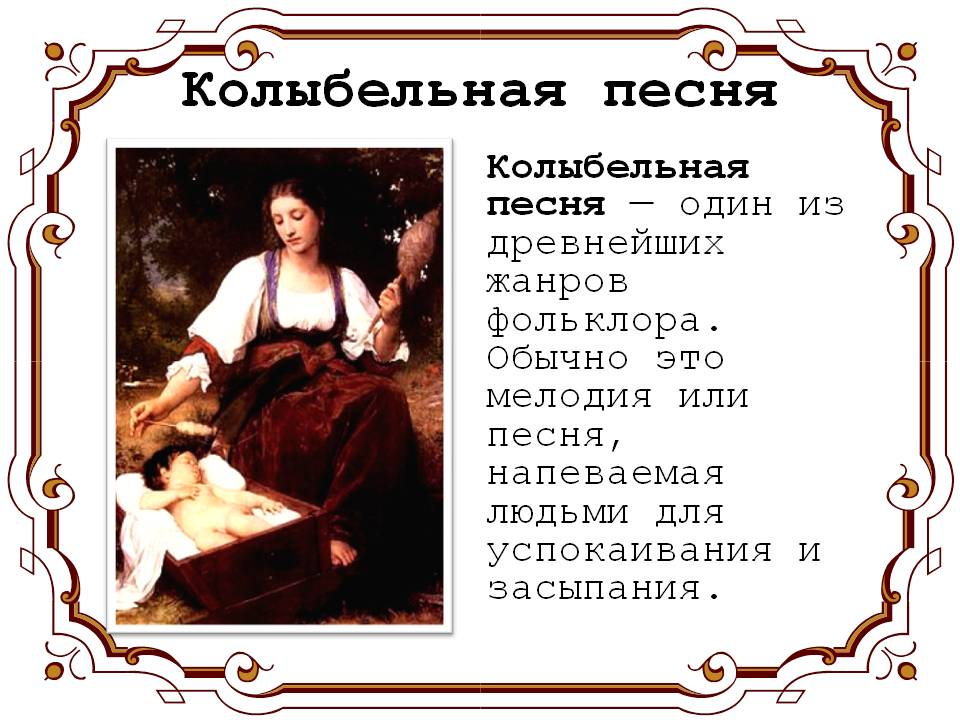 Колыбельная песня
Колыбельная
песня — один из
древнейших
жанров
фольклора.
Обычно это
мелодия или
песня,
напеваемая
людьми для
успокаивания и
засыпания.